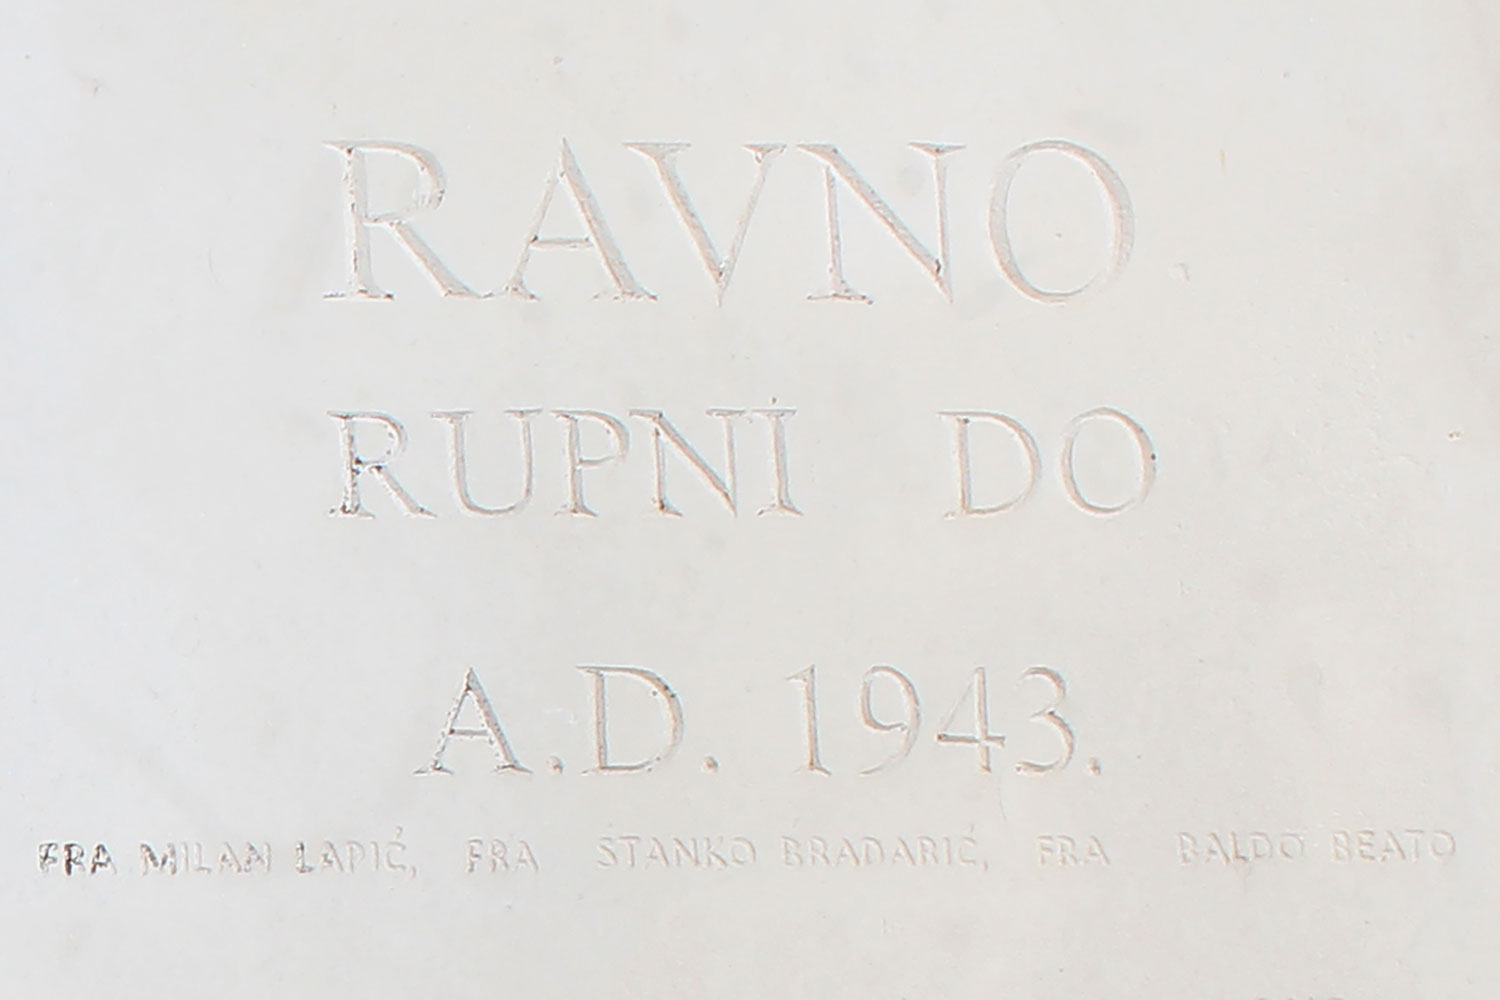 RAVNO
RUPNI DO
A.D. 1943.
FRA MILAN LAPIĆ, FRA STANKO BRADARIĆ, FRA BALDO BEATO